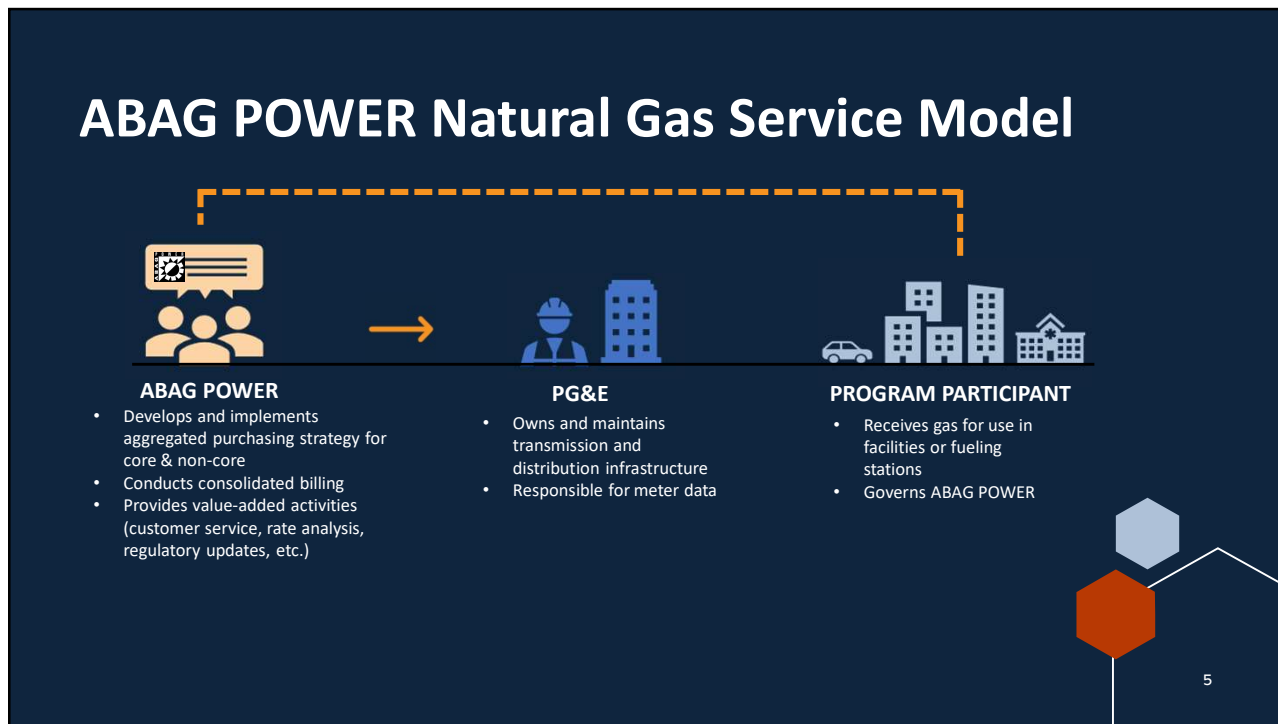 ABAG POWER Natural Gas Service Model
ABAG POWER
• Develops and implements
aggregated purchasing strategy for
core & non-core
• Conducts consolidated billing
• Provides value-added activities
(customer service, rate analysis,
regulatory updates, etc.)
PG&E
• Owns and maintains
transmission and
distribution infrastructure
• Responsible for meter data
PROGRAM PARTICIPANT
• Receives gas for use in
facilities or fueling
stations
• Governs ABAG POWER
5